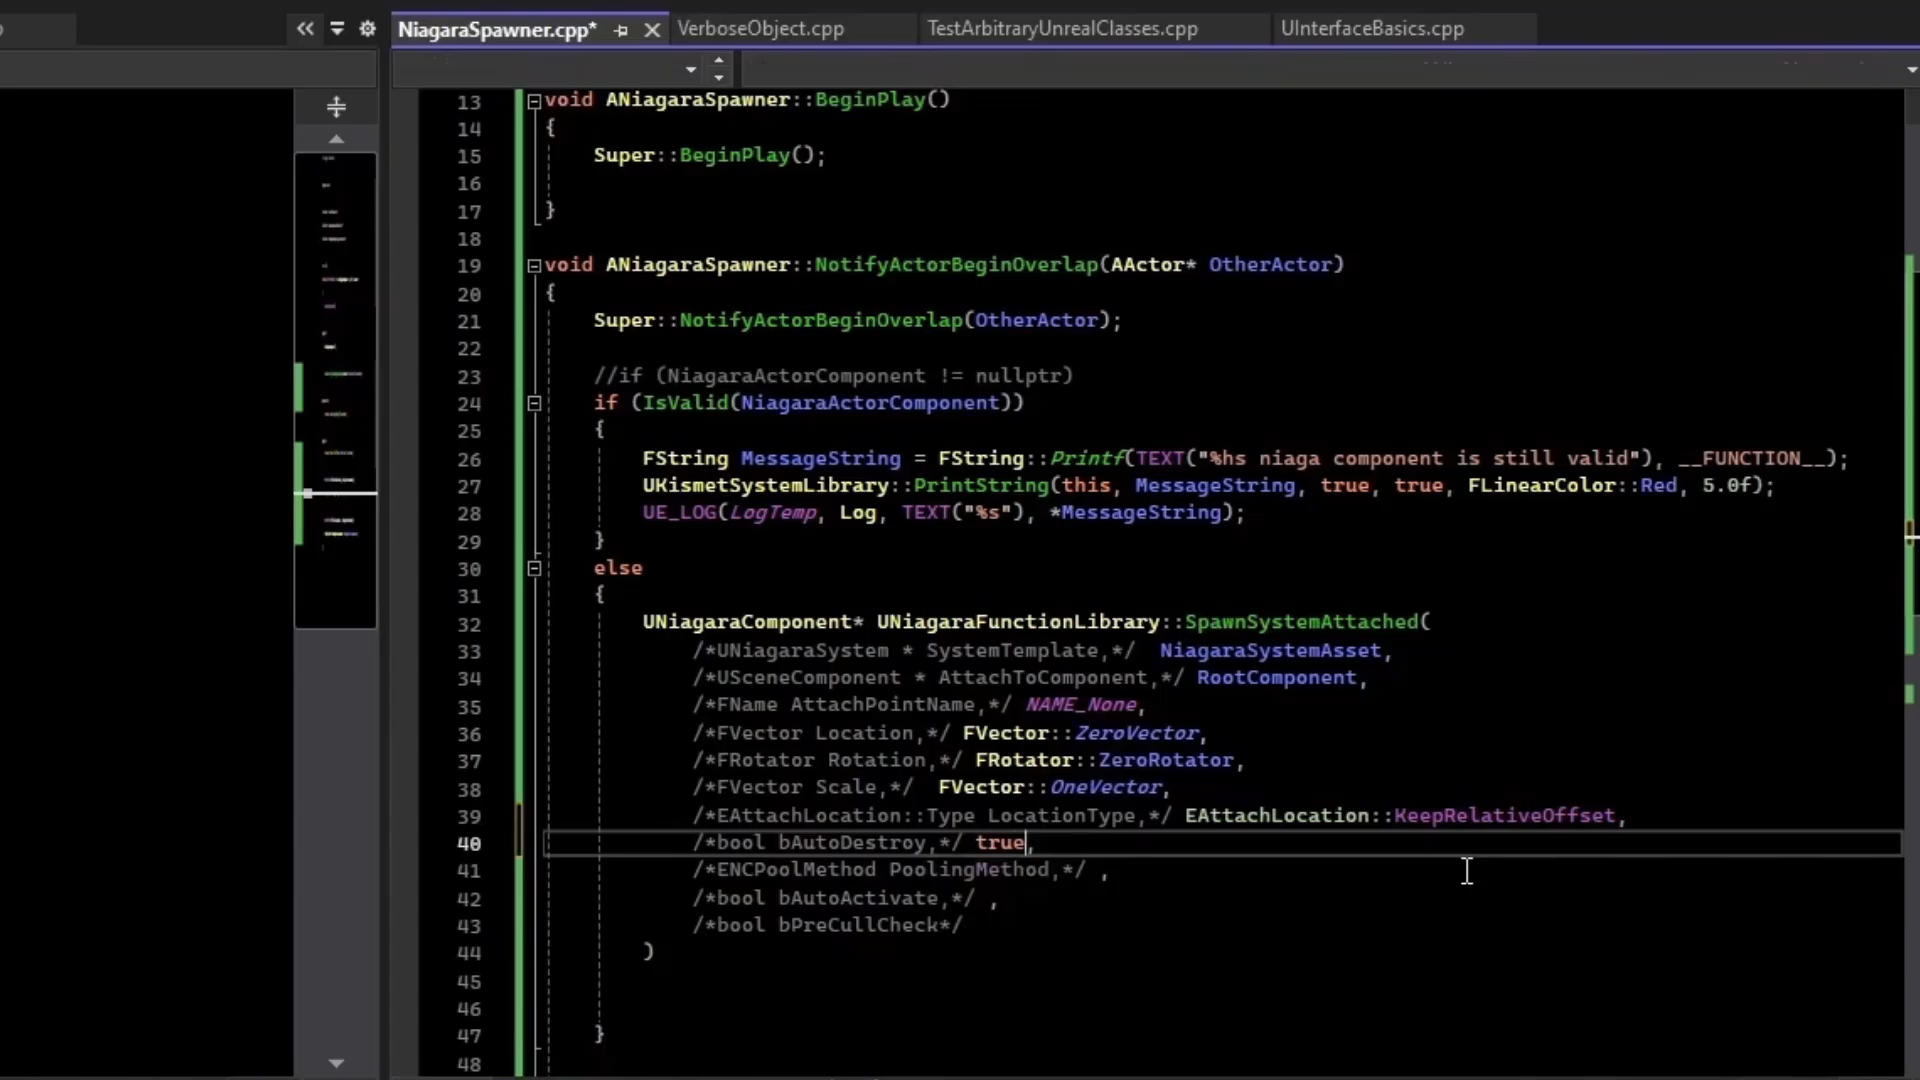 NiagaraSpawner.cpp* VerboseObject.cpp TestArbitraryUnrealClasses.cpp UInterfaceBasics.cpp
13 void ANiagaraSpawner::BeginPlay()
14 {
15 Super::BeginPlay();
16
17 }
18
19 void ANiagaraSpawner::NotifyActorBeginOverlap(AActor* OtherActor)
20 {
21 Super::NotifyActorBeginOverlap(OtherActor);
22
23 //if (NiagaraActorComponent != nullptr)
24 if (IsValid(NiagaraActorComponent))
25 {
26 FString MessageString = FString::Printf(TEXT("%hs niaga component is still valid"), __FUNCTION__);
27 UKismetSystemLibrary::PrintString(this, MessageString, true, true, FLinearColor::Red, 5.0f);
28 UE_LOG(LogTemp, Log, TEXT("%s"), *MessageString);
29 }
30 else
31 {
32 UNiagaraComponent* UNiagaraFunctionLibrary::SpawnSystemAttached(
33 /*UNiagaraSystem * SystemTemplate,*/ NiagaraSystemAsset,
34 /*USceneComponent * AttachToComponent,*/ RootComponent,
35 /*FName AttachPointName,*/ NAME_None,
36 /*FVector Location,*/ FVector::ZeroVector,
37 /*FRotator Rotation,*/ FRotator::ZeroRotator,
38 /*FVector Scale,*/ FVector::OneVector,
39 /*EAttachLocation::Type LocationType,*/ EAttachLocation::KeepRelativeOffset,
40 /*bool bAutoDestroy,*/ true,
41 /*ENCPoolMethod PoolingMethod,*/ ,
42 /*bool bAutoActivate,*/ ,
43 /*bool bPreCullCheck*/
44 )
45
46
47 }
48